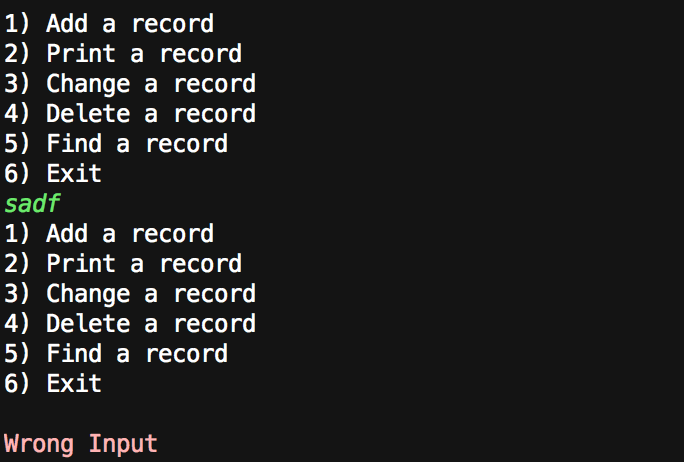 1) Add a record
2) Print a record
3) Change a record
4) Delete a record
5) Find a record
6) Exit
sadf
1) Add a record
2) Print a record
3) Change a record
4) Delete a record
5) Find a record
6) Exit
Wrong Input